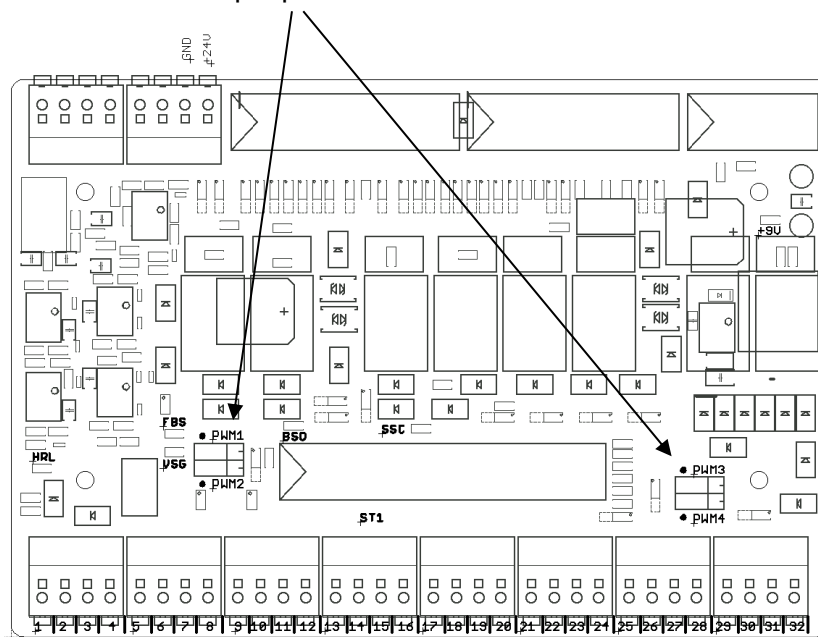 GND
+24V
+9V
FBS
PWM1
BSO
SSC
HRL
VSG
PWM2
PWM3
PWM4
ST1
1 2 3 4 5 6 7 8 9 10 11 12 13 14 15 16 17 18 19 20 21 22 23 24 25 26 27 28 29 30 31 32